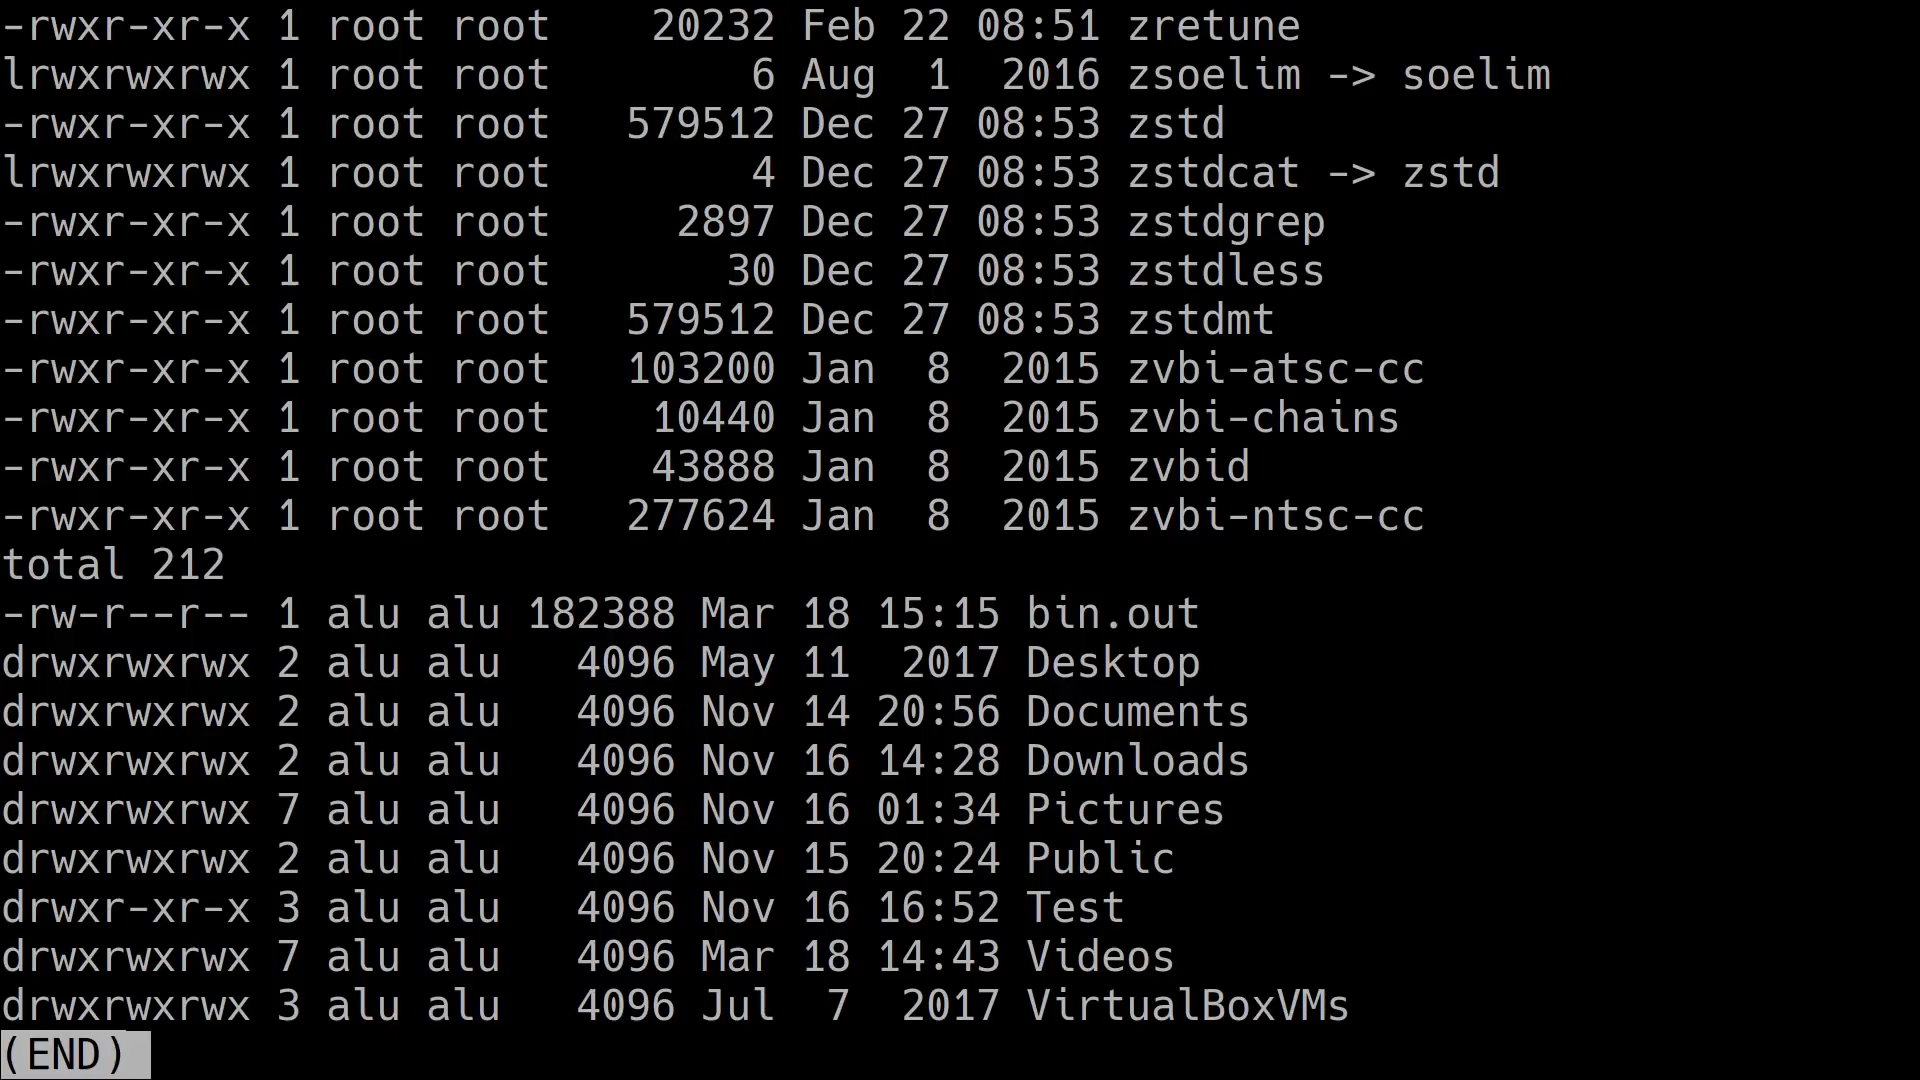 -rwxr-xr-x 1 root root    20232 Feb 22 08:51 zretune
lrwxrwxrwx 1 root root        6 Aug  1  2016 zsoelim -> soelim
-rwxr-xr-x 1 root root   579512 Dec 27 08:53 zstd
lrwxrwxrwx 1 root root        4 Dec 27 08:53 zstdcat -> zstd
-rwxr-xr-x 1 root root     2897 Dec 27 08:53 zstdgrep
-rwxr-xr-x 1 root root       30 Dec 27 08:53 zstdless
-rwxr-xr-x 1 root root   579512 Dec 27 08:53 zstdmt
-rwxr-xr-x 1 root root   103200 Jan  8  2015 zvbi-atsc-cc
-rwxr-xr-x 1 root root    10440 Jan  8  2015 zvbi-chains
-rwxr-xr-x 1 root root    43888 Jan  8  2015 zvbid
-rwxr-xr-x 1 root root   277624 Jan  8  2015 zvbi-ntsc-cc
total 212
-rw-r--r-- 1 alu alu 182388 Mar 18 15:15 bin.out
drwxrwxrwx 2 alu alu   4096 May 11  2017 Desktop
drwxrwxrwx 2 alu alu   4096 Nov 14 20:56 Documents
drwxrwxrwx 2 alu alu   4096 Nov 16 14:28 Downloads
drwxrwxrwx 7 alu alu   4096 Nov 16 01:34 Pictures
drwxrwxrwx 2 alu alu   4096 Nov 15 20:24 Public
drwxr-xr-x 3 alu alu   4096 Nov 16 16:52 Test
drwxrwxrwx 7 alu alu   4096 Mar 18 14:43 Videos
drwxrwxrwx 3 alu alu   4096 Jul  7  2017 VirtualBoxVMs
(END)